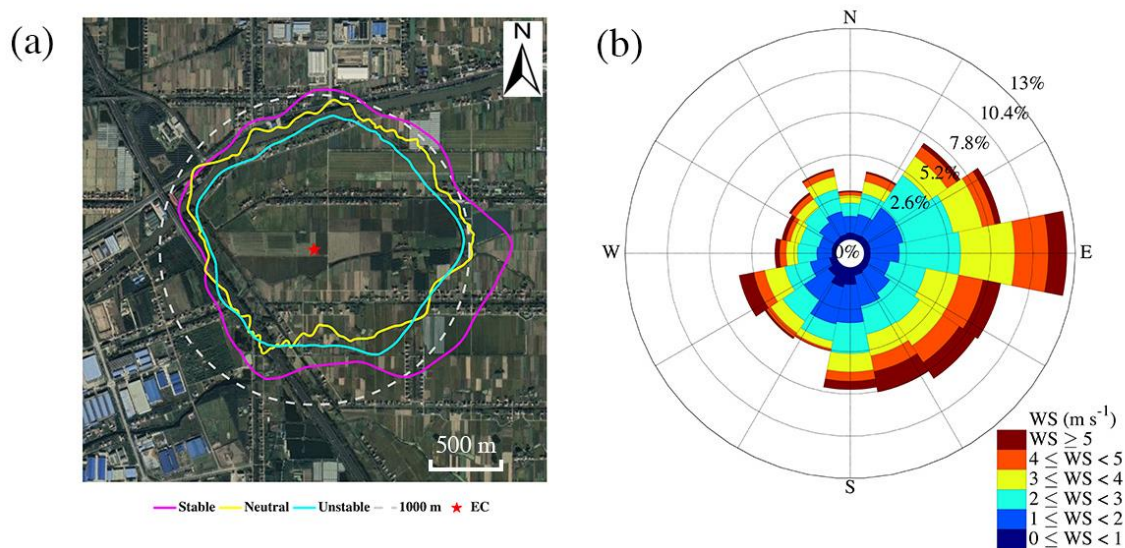 (a)
N
500 m
Stable Neutral Unstable 1000 m EC
(b)
N
13%
10.4%
7.8%
5.2%
2.6%
0%
W
E
S
WS (m s⁻¹)
WS ≥ 5
4 ≤ WS < 5
3 ≤ WS < 4
2 ≤ WS < 3
1 ≤ WS < 2
0 ≤ WS < 1